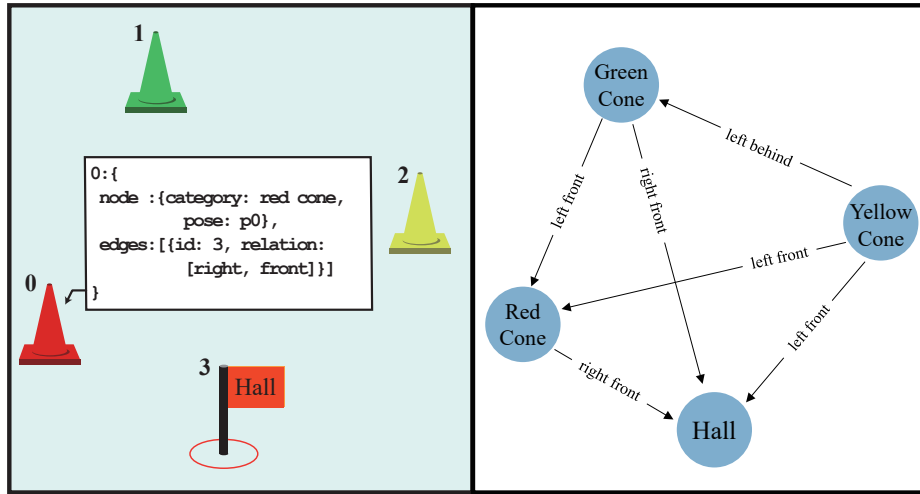 1
0:{
node :{category: red cone,
pose: p0},
edges:[{id: 3, relation:
[right, front]}]
}
2
0
3
Hall
Green
Cone
left behind
left front
right front
Yellow
Cone
left front
Red
Cone
left front
right front
Hall